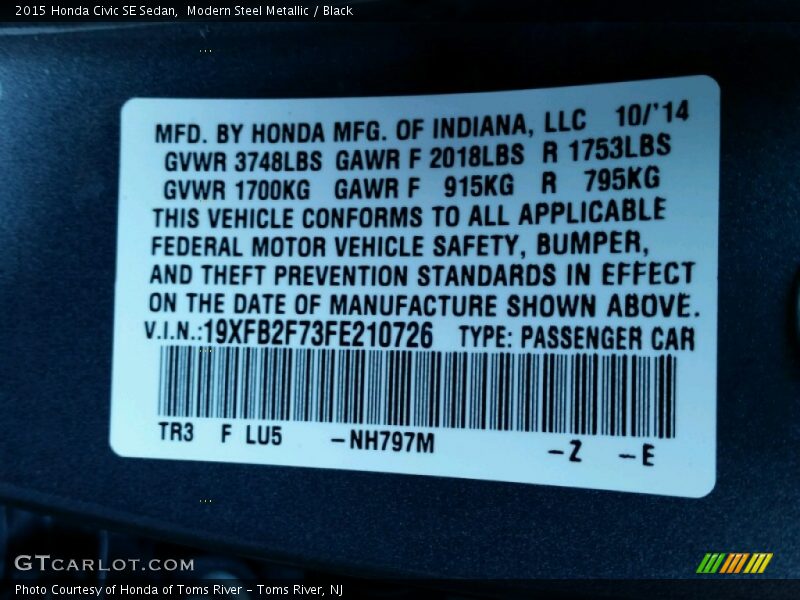 2015 Honda Civic SE Sedan,  Modern Steel Metallic / Black
MFD. BY HONDA MFG. OF INDIANA, LLC 10/'14
GVWR 3748LBS GAWR F 2018LBS R 1753LBS
GVWR 1700KG GAWR F 915KG R 795KG
THIS VEHICLE CONFORMS TO ALL APPLICABLE
FEDERAL MOTOR VEHICLE SAFETY, BUMPER,
AND THEFT PREVENTION STANDARDS IN EFFECT
ON THE DATE OF MANUFACTURE SHOWN ABOVE.
V.I.N.:19XFB2F73FE210726 TYPE: PASSENGER CAR
TR3 F LU5 -NH797M -Z -E
GTCARLOT.COM
Photo Courtesy of Honda of Toms River - Toms River, NJ